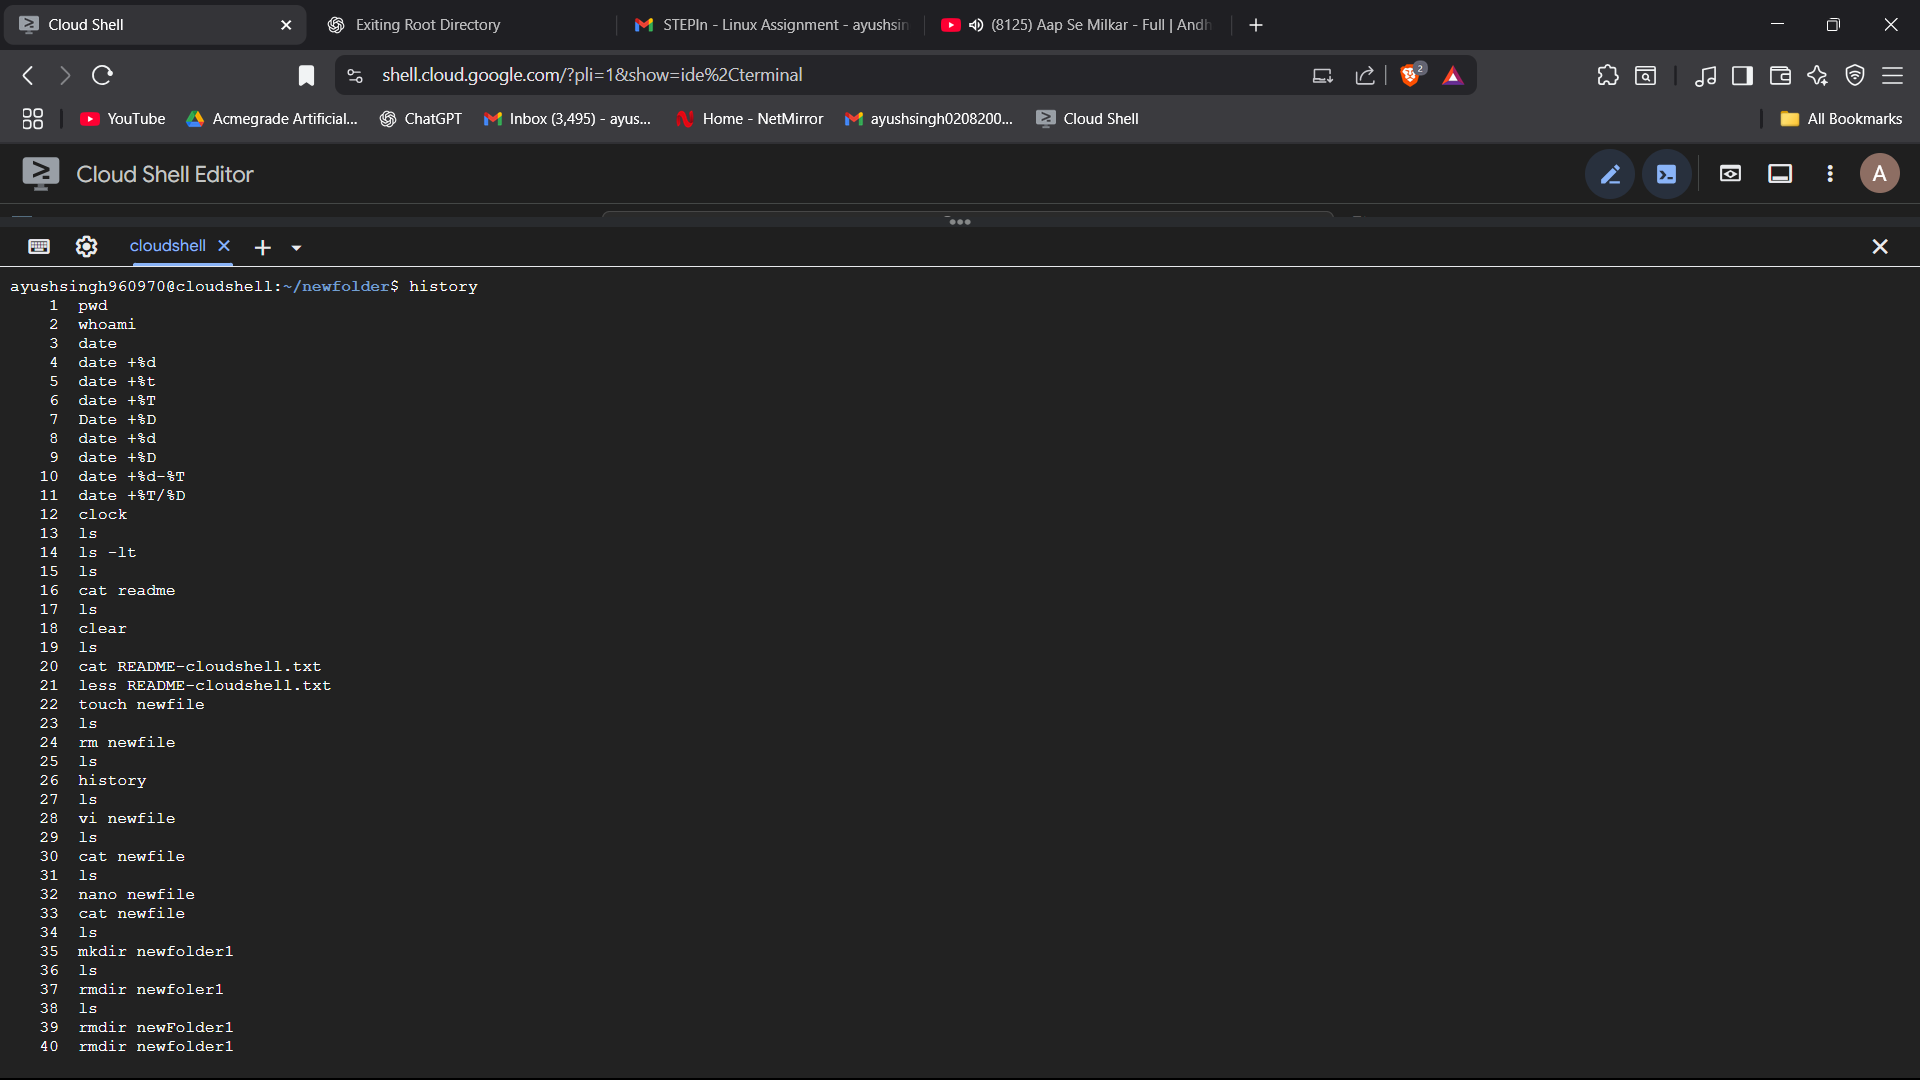 Cloud Shell
Exiting Root Directory
STEPIn - Linux Assignment - ayushsin
(8125) Aap Se Milkar - Full | Andh
shell.cloud.google.com/?pli=1&show=ide%2Cterminal
2
YouTube
Acmegrade Artificial...
ChatGPT
Inbox (3,495) - ayus...
Home - NetMirror
ayushsingh0208200...
Cloud Shell
All Bookmarks
Cloud Shell Editor
A
cloudshell
ayushsingh960970@cloudshell:~/newfolder$ history
1 pwd
2 whoami
3 date
4 date +%d
5 date +%t
6 date +%T
7 Date +%D
8 date +%d
9 date +%D
10 date +%d-%T
11 date +%T/%D
12 clock
13 ls
14 ls -lt
15 ls
16 cat readme
17 ls
18 clear
19 ls
20 cat README-cloudshell.txt
21 less README-cloudshell.txt
22 touch newfile
23 ls
24 rm newfile
25 ls
26 history
27 ls
28 vi newfile
29 ls
30 cat newfile
31 ls
32 nano newfile
33 cat newfile
34 ls
35 mkdir newfolder1
36 ls
37 rmdir newfoler1
38 ls
39 rmdir newFolder1
40 rmdir newfolder1